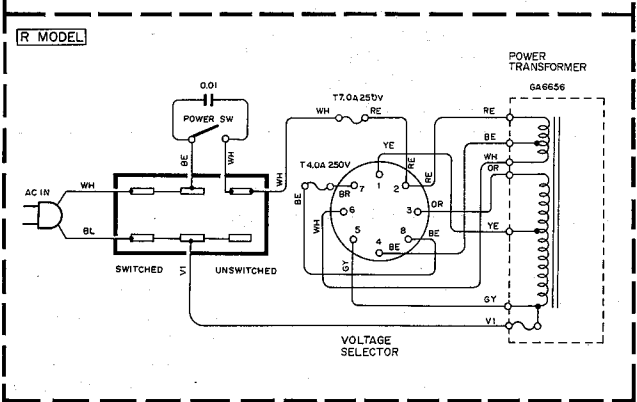 R MODEL
POWER
TRANSFORMER
GA6656
0.01
POWER SW
BE
WH
WH
T7.0A 250V
RE
RE
BE
WH
OR
YE
GY
V1
YE
T4.0A 250V
BE
BR
7
1
2
RE
RE
6
3
OR
5
4
8
BE
BE
WH
GY
WH
AC IN
WH
BL
SWITCHED
V1
UNSWITCHED
VOLTAGE
SELECTOR